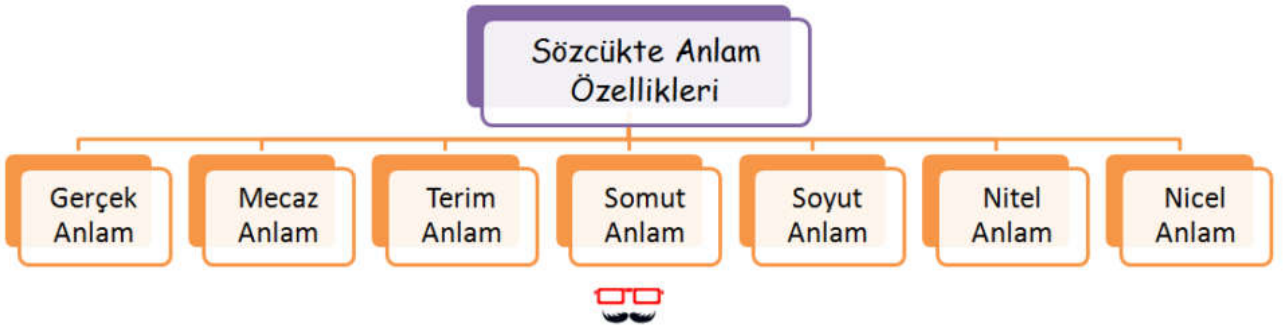 Sözcükte Anlam
Özellikleri
Gerçek
Anlam
Mecaz
Anlam
Terim
Anlam
Somut
Anlam
Soyut
Anlam
Nitel
Anlam
Nicel
Anlam